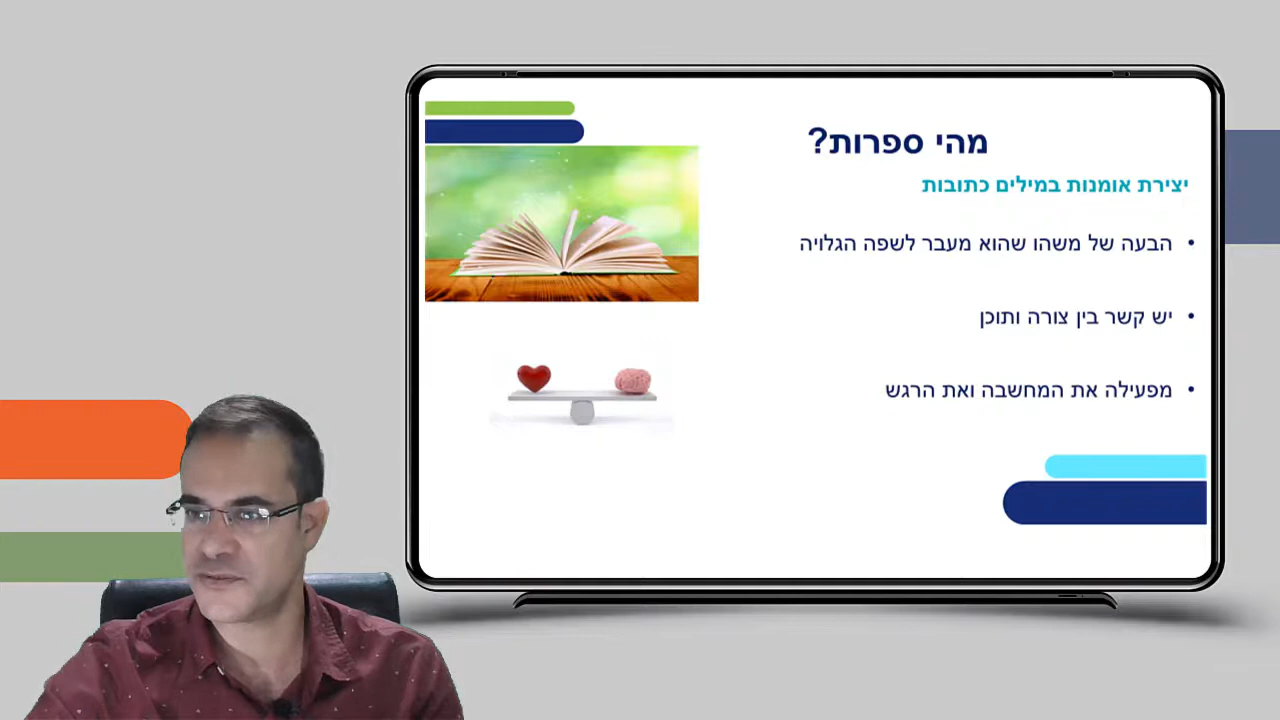 מהי ספרות?
יצירת אומנות במילים כתובות
• הבעה של משהו שהוא מעבר לשפה הגלויה
• יש קשר בין צורה ותוכן
• מפעילה את המחשבה ואת הרגש